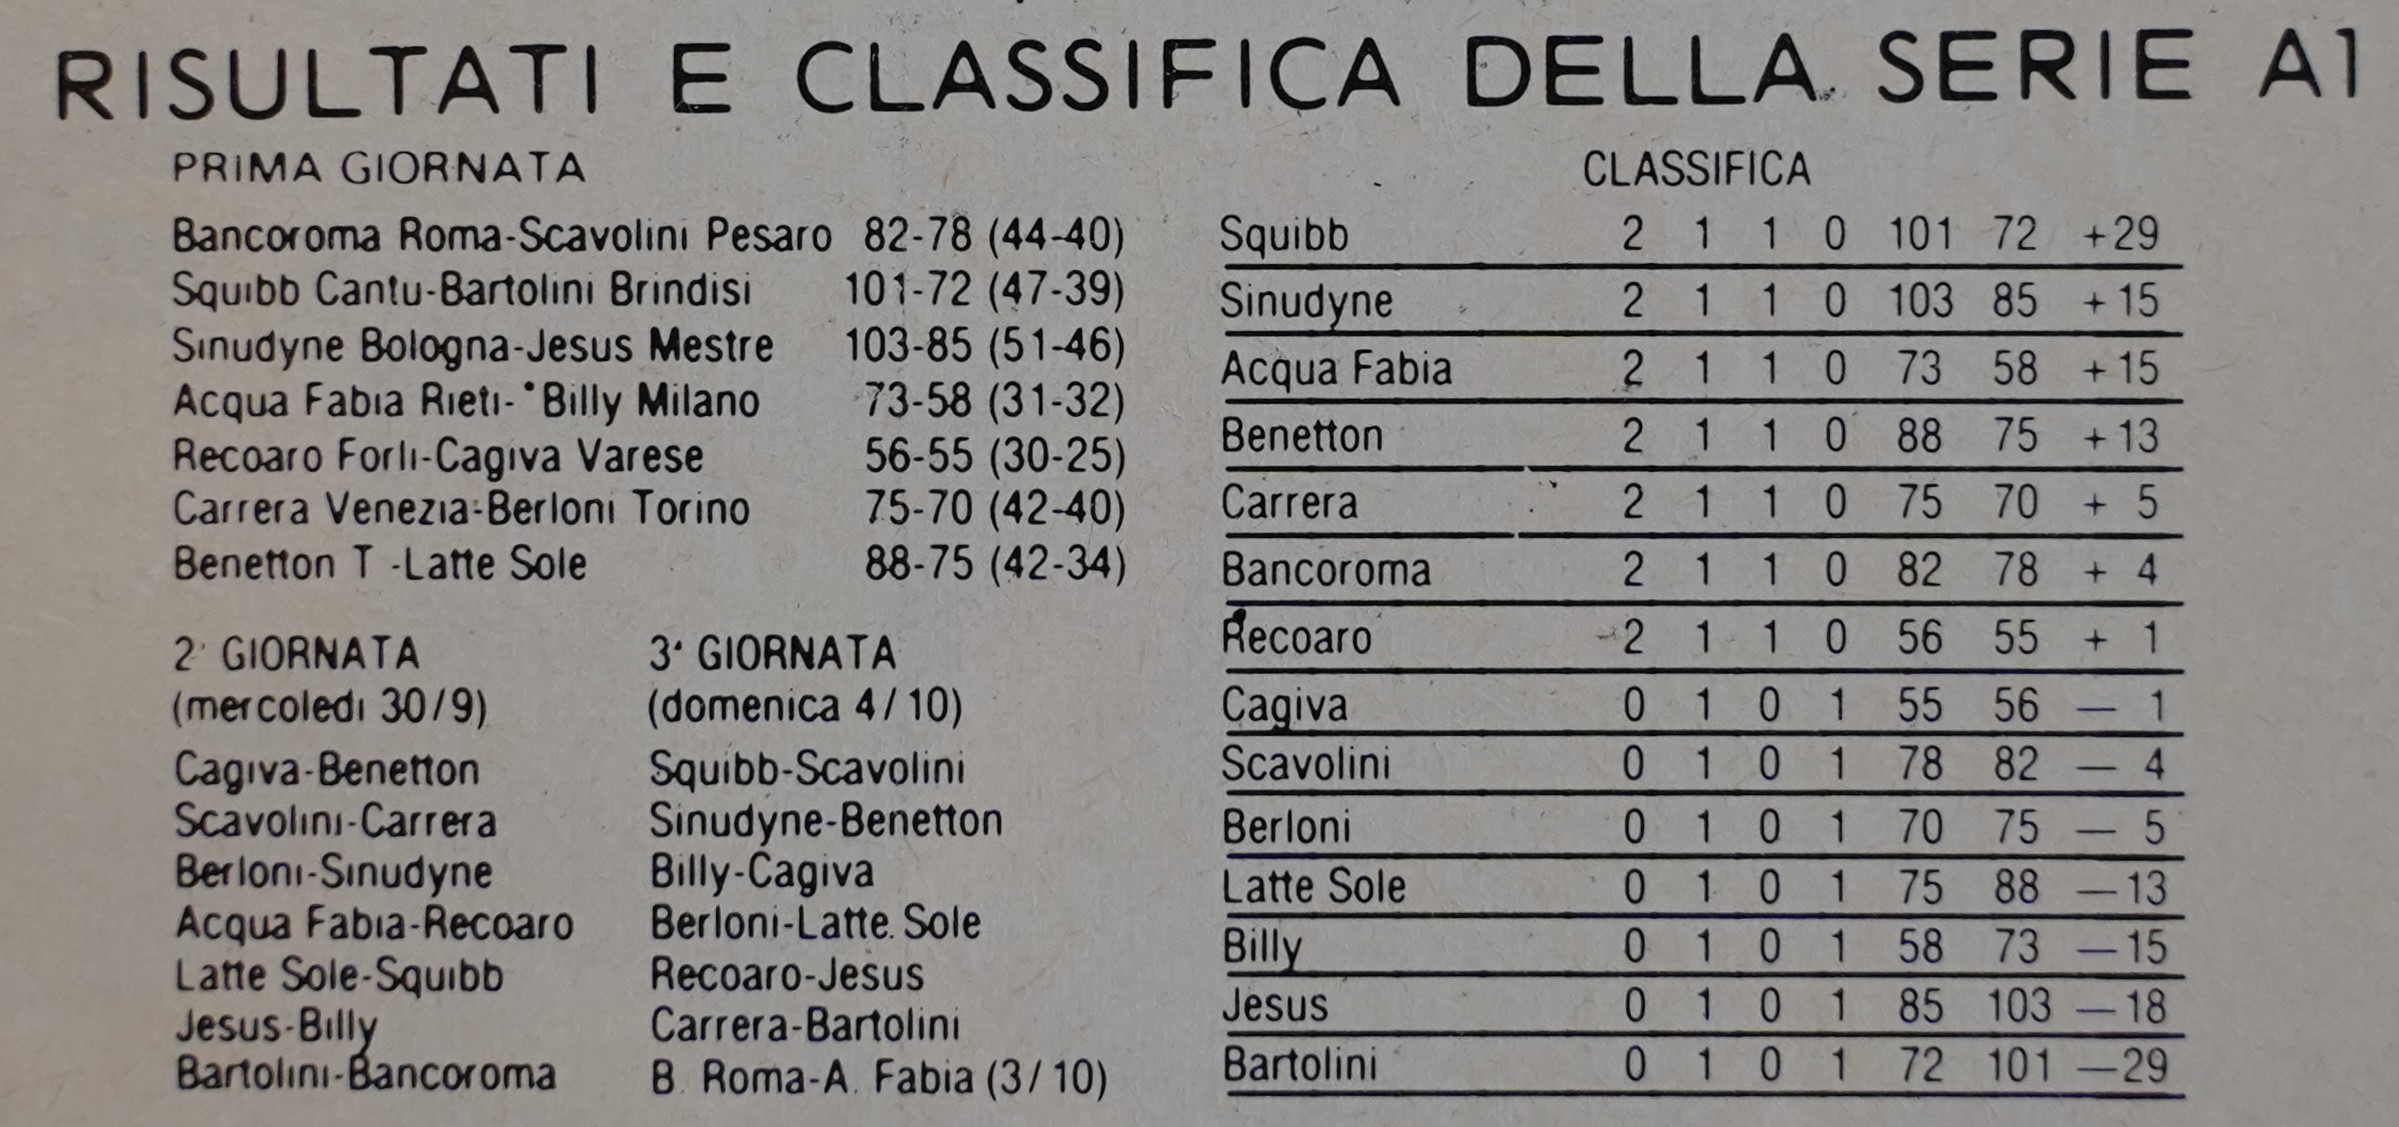 RISULTATI E CLASSIFICA DELLA SERIE A1
PRIMA GIORNATA
Bancoroma Roma-Scavolini Pesaro 82-78 (44-40)
Squibb Cantu-Bartolini Brindisi 101-72 (47-39)
Sinudyne Bologna-Jesus Mestre 103-85 (51-46)
Acqua Fabia Rieti-Billy Milano 73-58 (31-32)
Recoaro Forli-Cagiva Varese 56-55 (30-25)
Carrera Venezia-Berloni Torino 75-70 (42-40)
Benetton T -Latte Sole 88-75 (42-34)
2ª GIORNATA
(mercoledi 30/9)
Cagiva-Benetton
Scavolini-Carrera
Berloni-Sinudyne
Acqua Fabia-Recoaro
Latte Sole-Squibb
Jesus-Billy
Bartolini-Bancoroma
3ª GIORNATA
(domenica 4/10)
Squibb-Scavolini
Sinudyne-Benetton
Billy-Cagiva
Berloni-Latte Sole
Recoaro-Jesus
Carrera-Bartolini
B. Roma-A. Fabia (3/10)
CLASSIFICA
Squibb 2 1 1 0 101 72 +29
Sinudyne 2 1 1 0 103 85 +15
Acqua Fabia 2 1 1 0 73 58 +15
Benetton 2 1 1 0 88 75 +13
Carrera 2 1 1 0 75 70 + 5
Bancoroma 2 1 1 0 82 78 + 4
Recoaro 2 1 1 0 56 55 + 1
Cagiva 0 1 0 1 55 56 — 1
Scavolini 0 1 0 1 78 82 — 4
Berloni 0 1 0 1 70 75 — 5
Latte Sole 0 1 0 1 75 88 —13
Billy 0 1 0 1 58 73 —15
Jesus 0 1 0 1 85 103 —18
Bartolini 0 1 0 1 72 101 —29